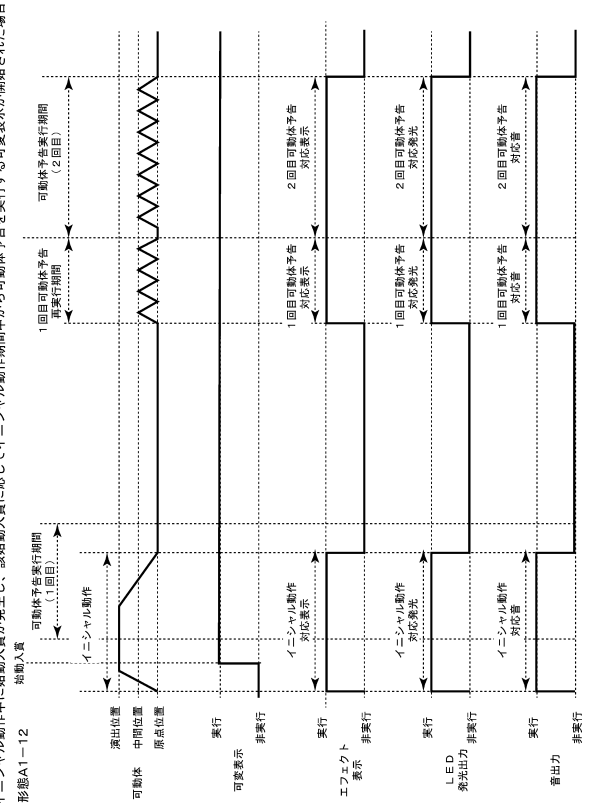 イニシャル動作中に始動入賞が発生し、該始動入賞に応じてイニシャル動作期間中から可動体予告を実行する可変表示が開始された場合
形態A1－12
始動入賞
可動体予告実行期間
（1回目）
1回目可動体予告
再実行期間
可動体予告実行期間
（2回目）
イニシャル動作
可動体
演出位置
中間位置
原点位置
可変表示
実行
非実行
イニシャル動作
対応表示
1回目可動体予告
対応表示
2回目可動体予告
対応表示
エフェクト
表示
実行
非実行
イニシャル動作
対応発光
1回目可動体予告
対応発光
2回目可動体予告
対応発光
LED
発光出力
実行
非実行
イニシャル動作
対応音
1回目可動体予告
対応音
2回目可動体予告
対応音
音出力
実行
非実行